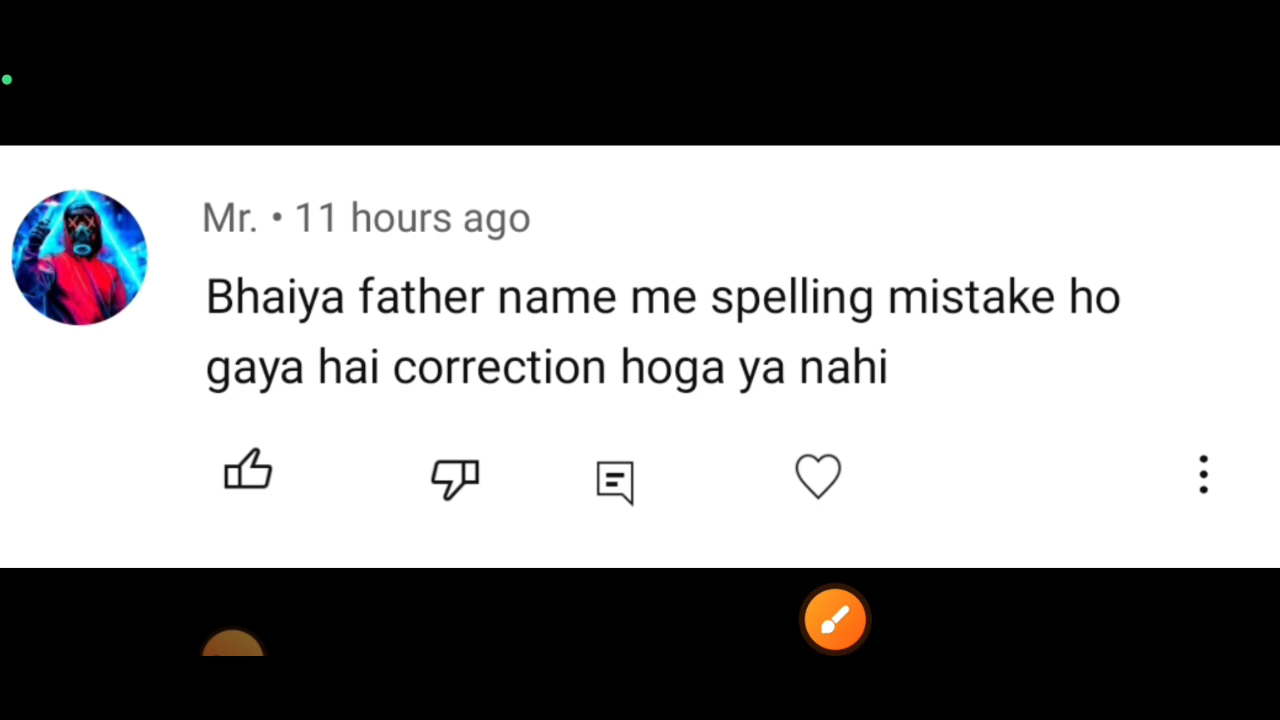 Mr. • 11 hours ago
Bhaiya father name me spelling mistake ho
gaya hai correction hoga ya nahi